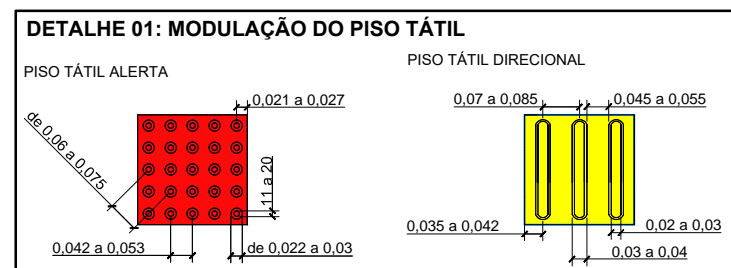 DETALHE 01: MODULAÇÃO DO PISO TÁTIL
PISO TÁTIL ALERTA
0,021 a 0,027
de 0,06 a 0,075
11 a 20
0,042 a 0,053
de 0,022 a 0,03
PISO TÁTIL DIRECIONAL
0,07 a 0,085
0,045 a 0,055
0,035 a 0,042
0,02 a 0,03
0,03 a 0,04